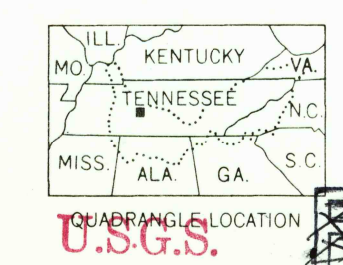 ILL.
KENTUCKY
MO.
VA.
TENNESSEE
N.C.
MISS.
ALA.
GA.
S.C.
QUADRANGLE LOCATION
U.S.G.S.